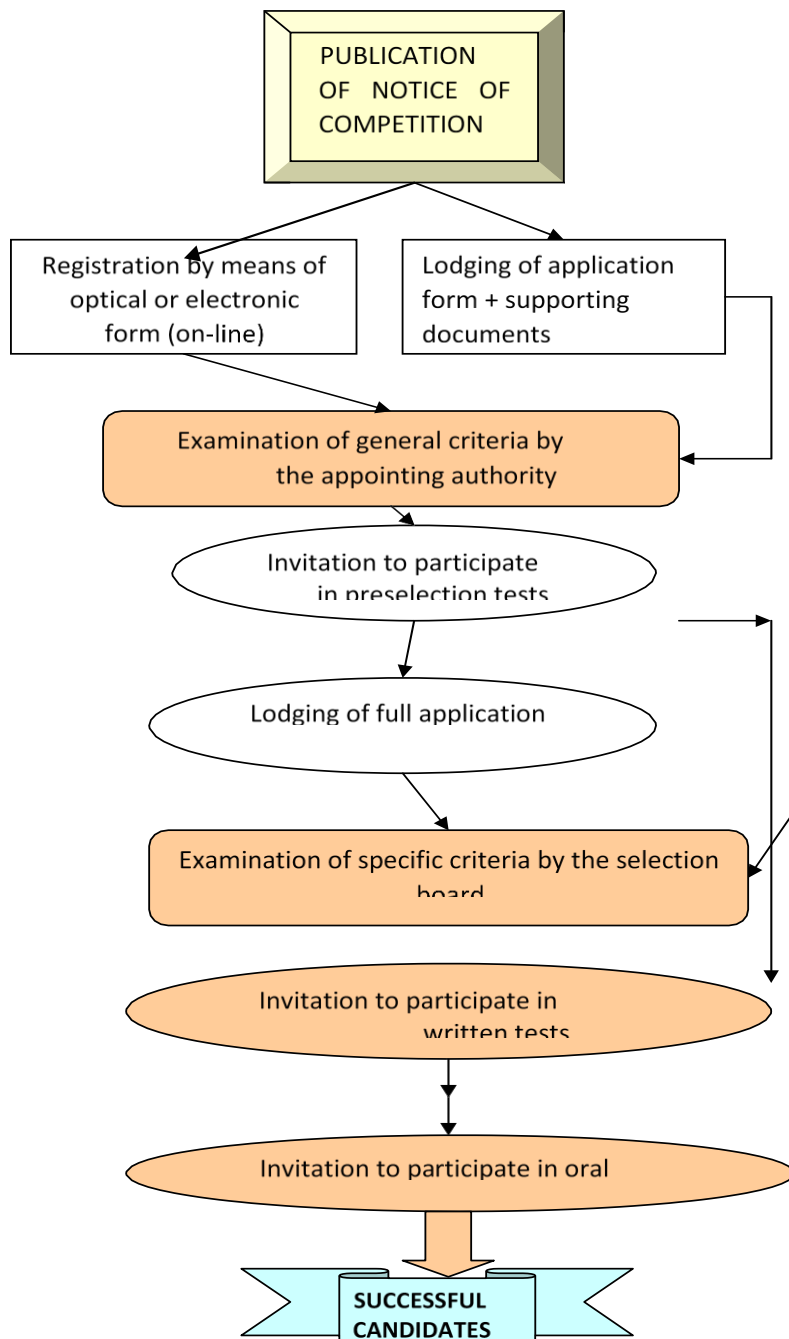 PUBLICATION
OF NOTICE OF
COMPETITION
Registration by means of
optical or electronic
form (on-line)
Lodging of application
form + supporting
documents
Examination of general criteria by
the appointing authority
Invitation to participate
in preselection tests
Lodging of full application
Examination of specific criteria by the selection
board
Invitation to participate in
written tests
Invitation to participate in oral
SUCCESSFUL
CANDIDATES